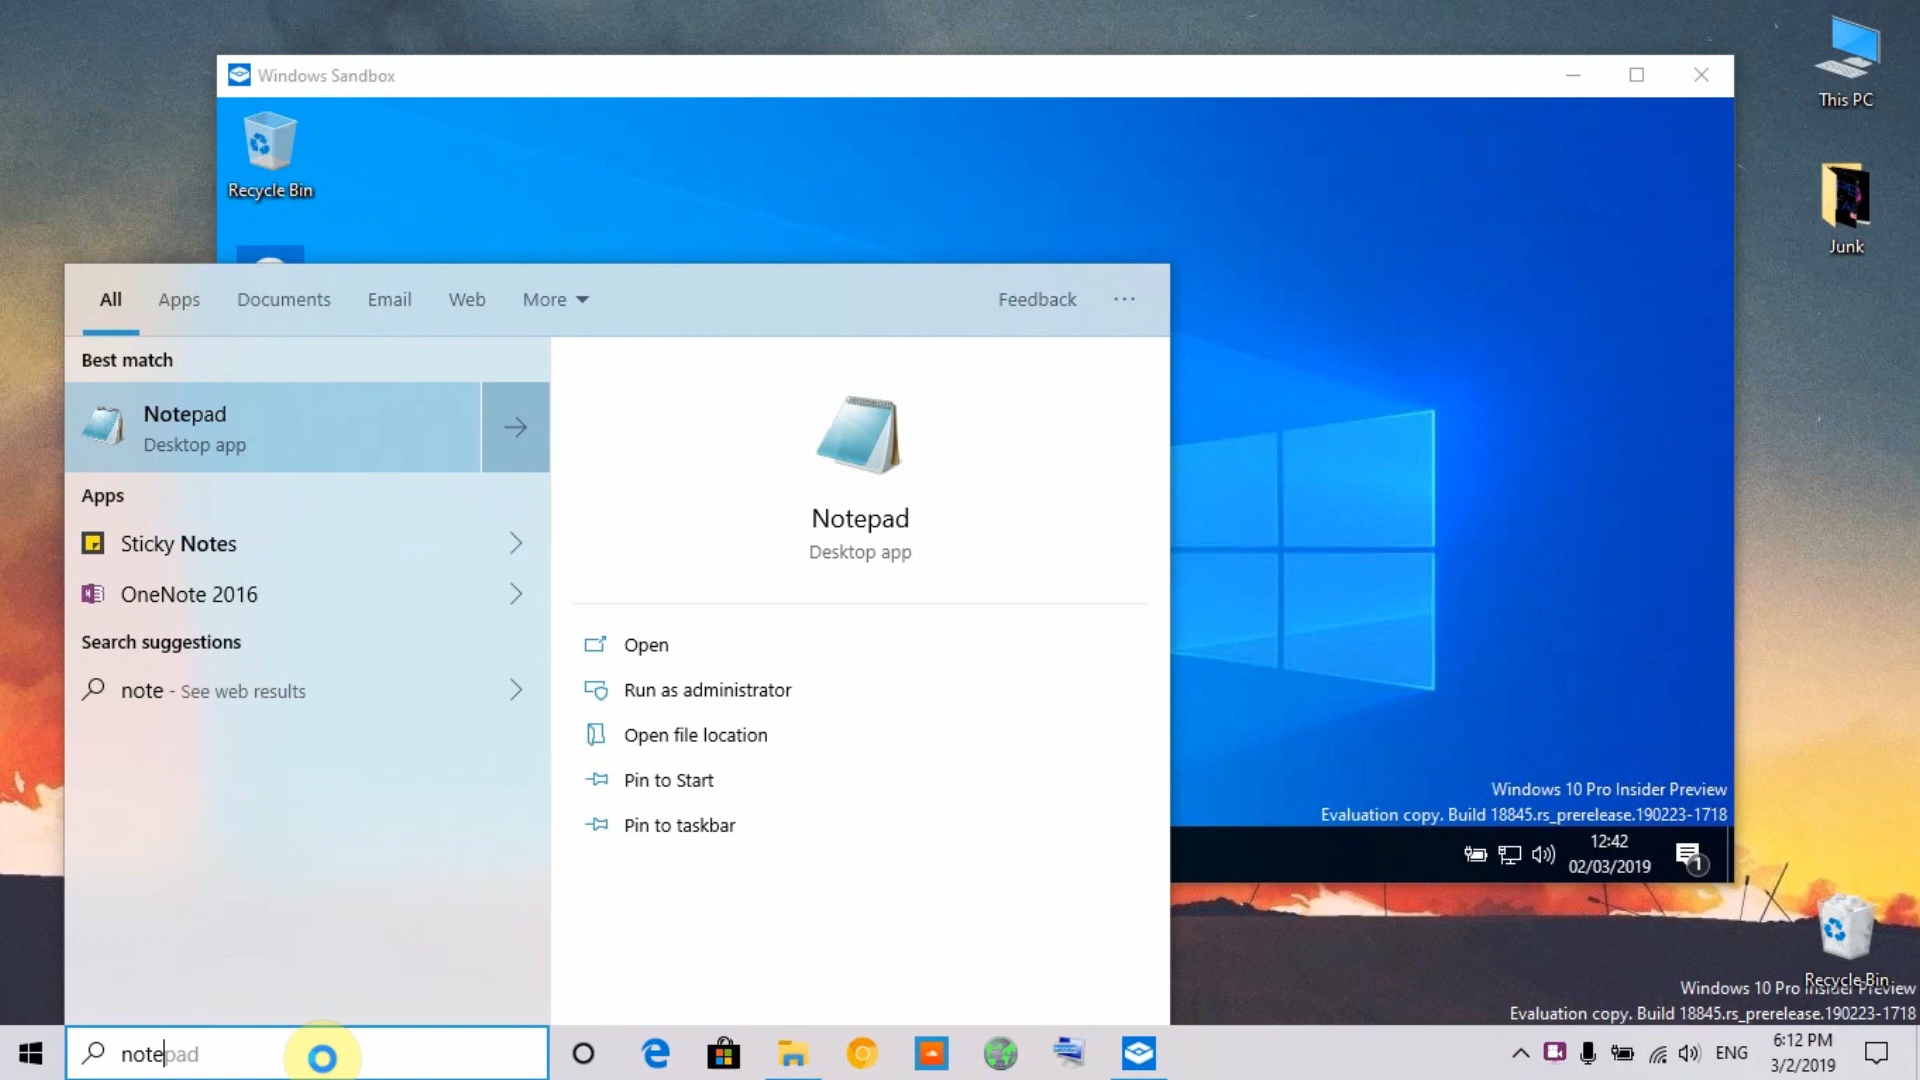 Windows Sandbox
This PC
Recycle Bin
Junk
All
Apps
Documents
Email
Web
More
Feedback
Best match
Notepad
Desktop app
Apps
Sticky Notes
OneNote 2016
Search suggestions
note - See web results
Notepad
Desktop app
Open
Run as administrator
Open file location
Pin to Start
Pin to taskbar
Windows 10 Pro Insider Preview
Evaluation copy. Build 18845.rs_prerelease.190223-1718
12:42
02/03/2019
1
Recycle Bin
Windows 10 Pro Insider Preview
Evaluation copy. Build 18845.rs_prerelease.190223-1718
notepad
ENG
6:12 PM
3/2/2019